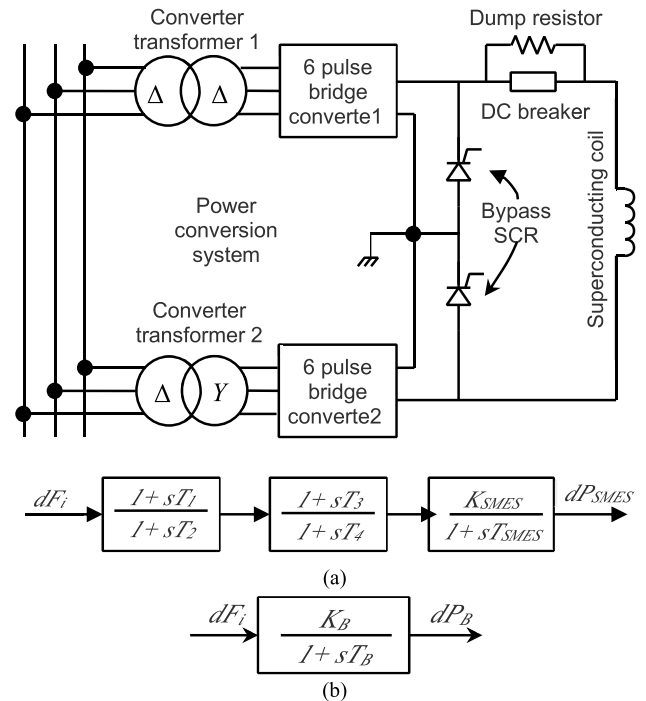 Converter
transformer 1
Δ Δ
6 pulse
bridge
converte1
Dump resistor
DC breaker
Superconducting coil
Bypass
SCR
Power
conversion
system
Converter
transformer 2
Δ Y
6 pulse
bridge
converte2
dFi
1 + sT1
1 + sT2
1 + sT3
1 + sT4
KSMES
1 + sTSMES
dPSMES
(a)
dFi
KB
1 + sTB
dPB
(b)